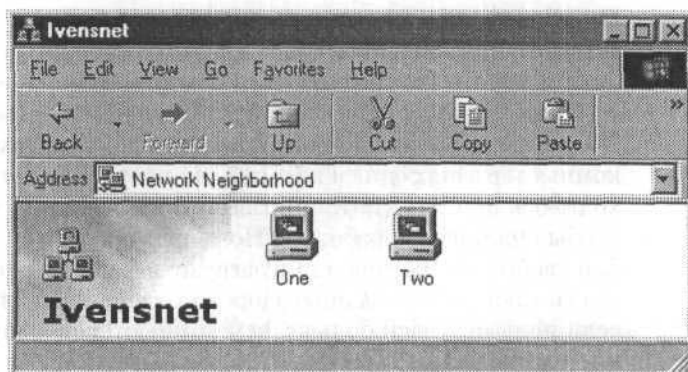 Ivensnet
File Edit View Go Favorites Help
Back Forward Up Cut Copy Paste »
Address Network Neighborhood
One Two
Ivensnet